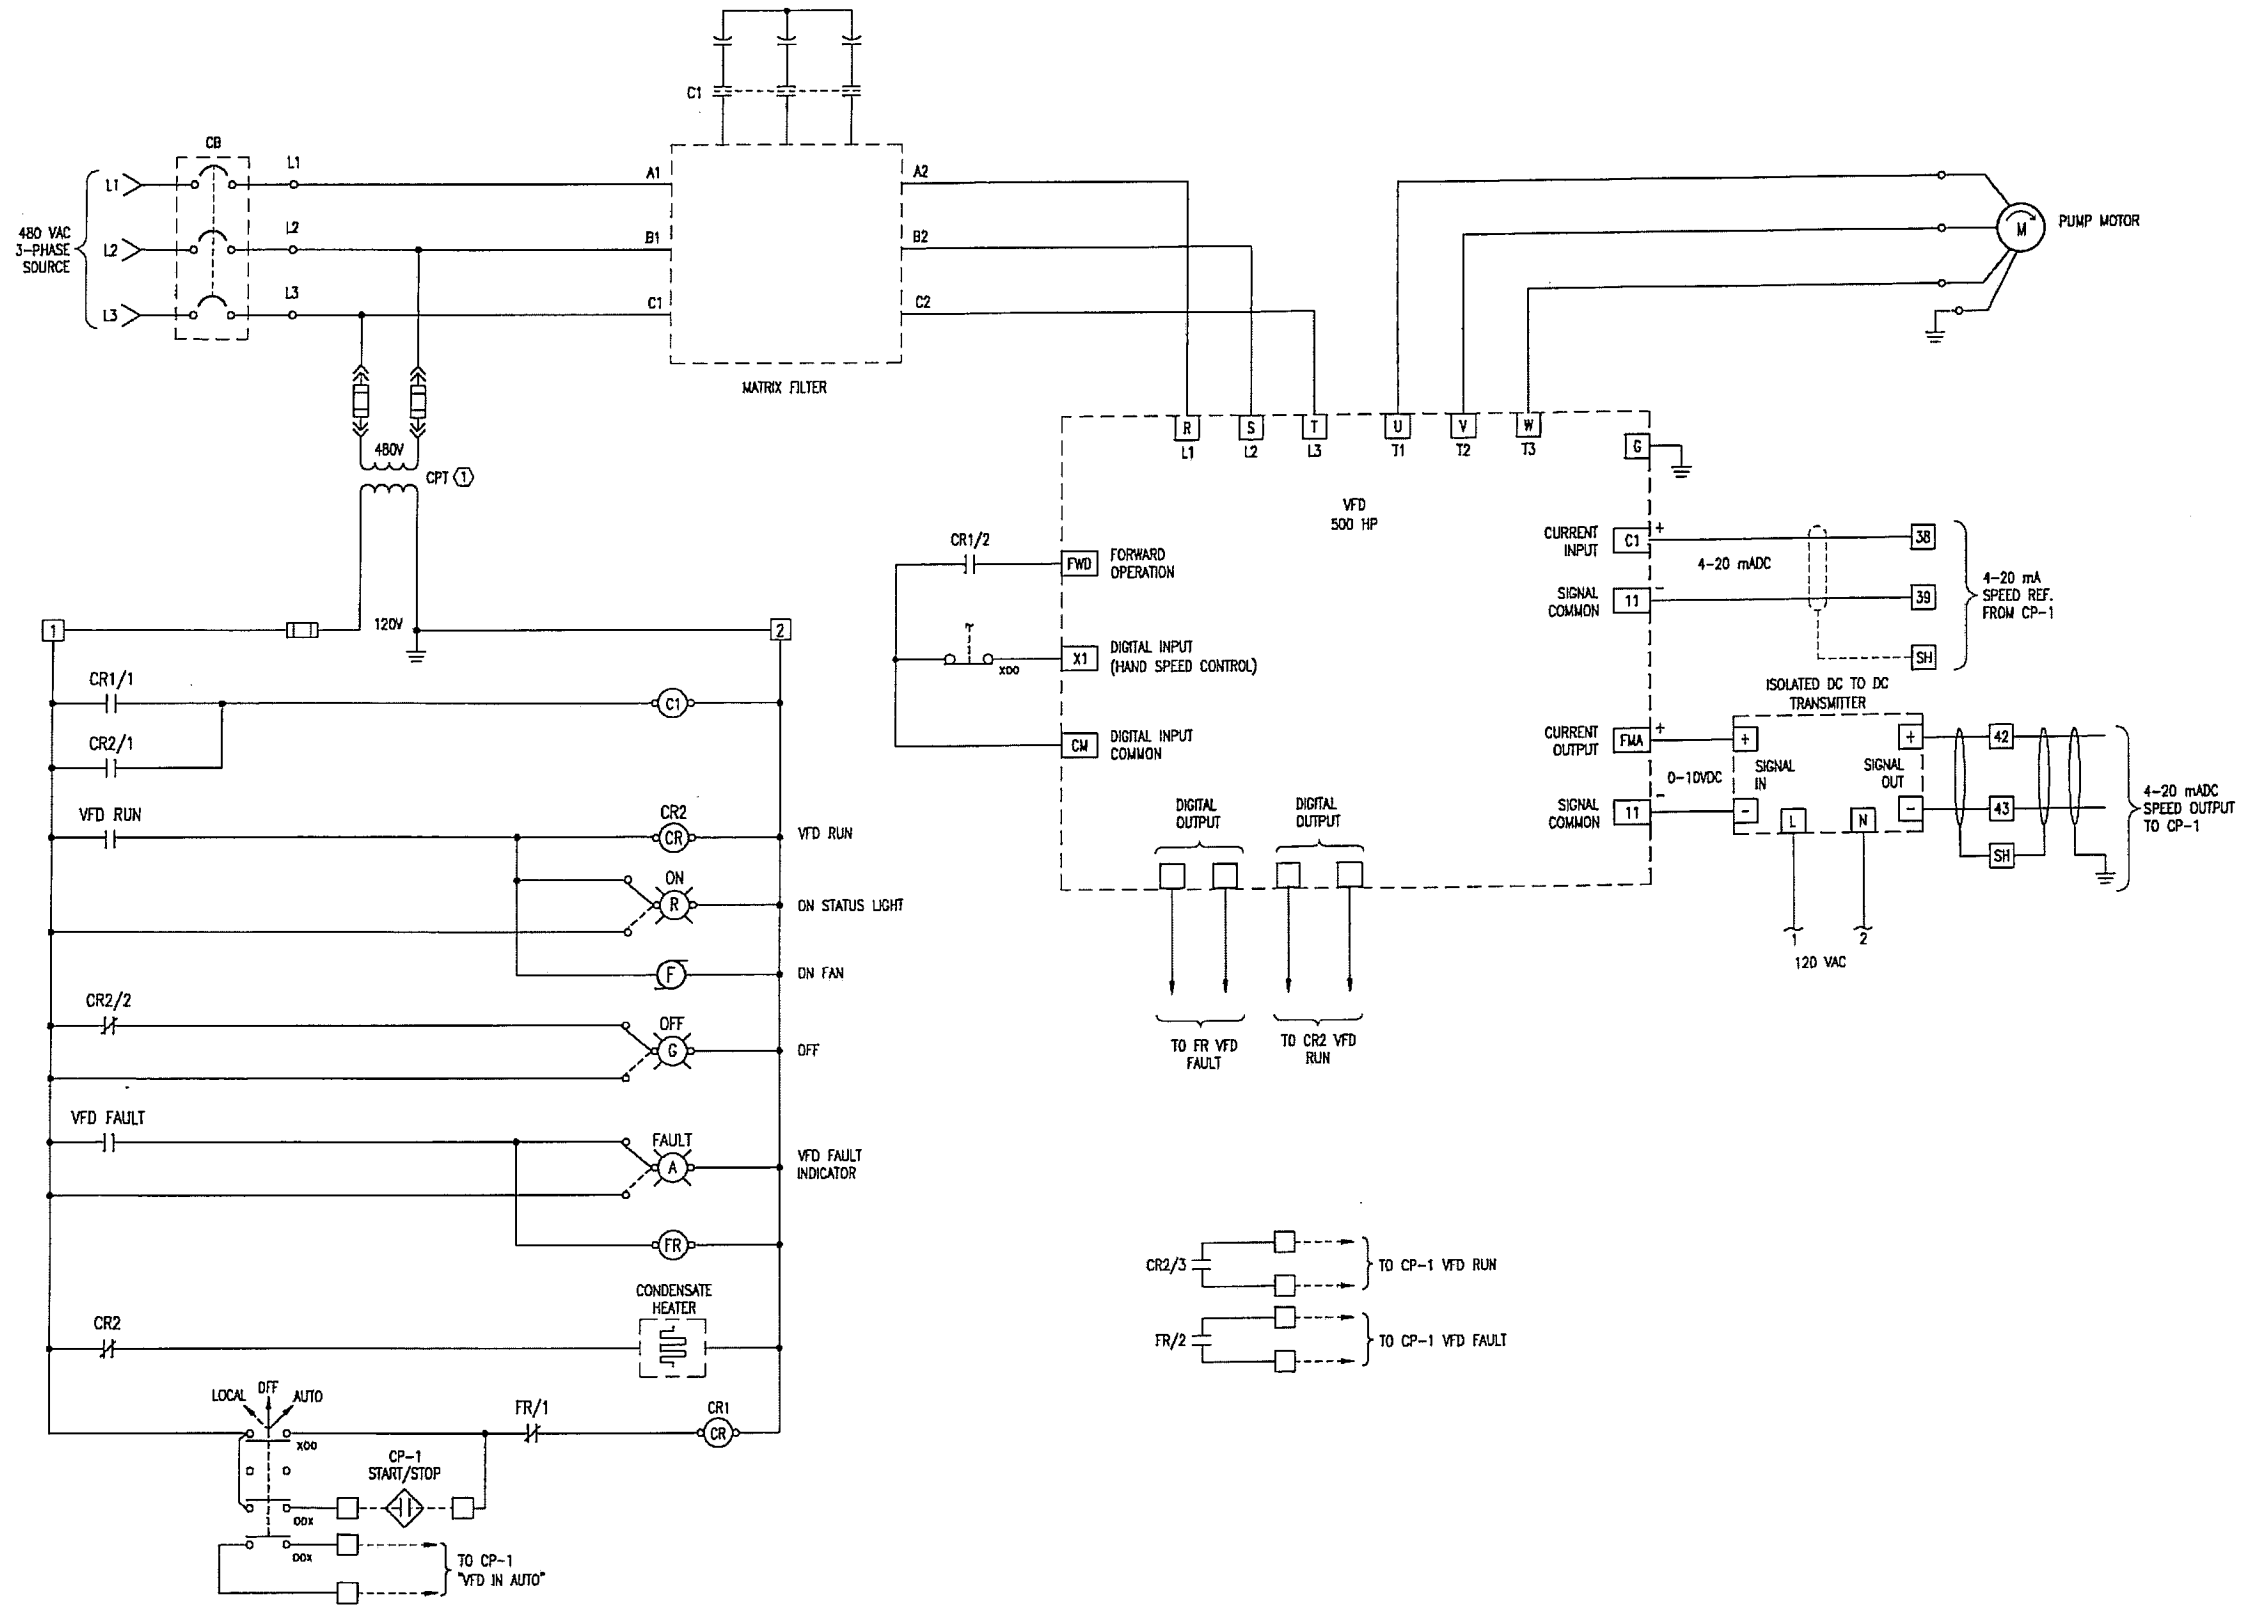 C1
CB
L1
L2
L3
480 VAC
3-PHASE
SOURCE
L1
L2
L3
A1
B1
C1
A2
B2
C2
MATRIX FILTER
M
PUMP MOTOR
480V
CPT 1
120V
1
2
R
S
T
U
V
W
L1
L2
L3
T1
T2
T3
G
VFD
500 HP
CR1/2
FWD
FORWARD
OPERATION
X00
X1
DIGITAL INPUT
(HAND SPEED CONTROL)
CM
DIGITAL INPUT
COMMON
CURRENT
INPUT
C1
+
4-20 mADC
SIGNAL
COMMON
11
-
38
39
SH
4-20 mA
SPEED REF.
FROM CP-1
ISOLATED DC TO DC
TRANSMITTER
CURRENT
OUTPUT
FMA
+
0-10VDC
SIGNAL
COMMON
11
-
+
-
SIGNAL
IN
SIGNAL
OUT
+
-
L
N
1
2
120 VAC
42
43
SH
4-20 mADC
SPEED OUTPUT
TO CP-1
DIGITAL
OUTPUT
DIGITAL
OUTPUT
TO FR VFD
FAULT
TO CR2 VFD
RUN
CR1/1
C1
CR2/1
VFD RUN
CR2
CR
VFD RUN
ON
R
ON STATUS LIGHT
F
ON FAN
CR2/2
OFF
G
OFF
VFD FAULT
FAULT
A
VFD FAULT
INDICATOR
FR
CONDENSATE
HEATER
CR2
LOCAL
OFF
AUTO
X00
FR/1
CR1
CR
CP-1
START/STOP
00X
00X
TO CP-1
"VFD IN AUTO"
CR2/3
TO CP-1 VFD RUN
FR/2
TO CP-1 VFD FAULT